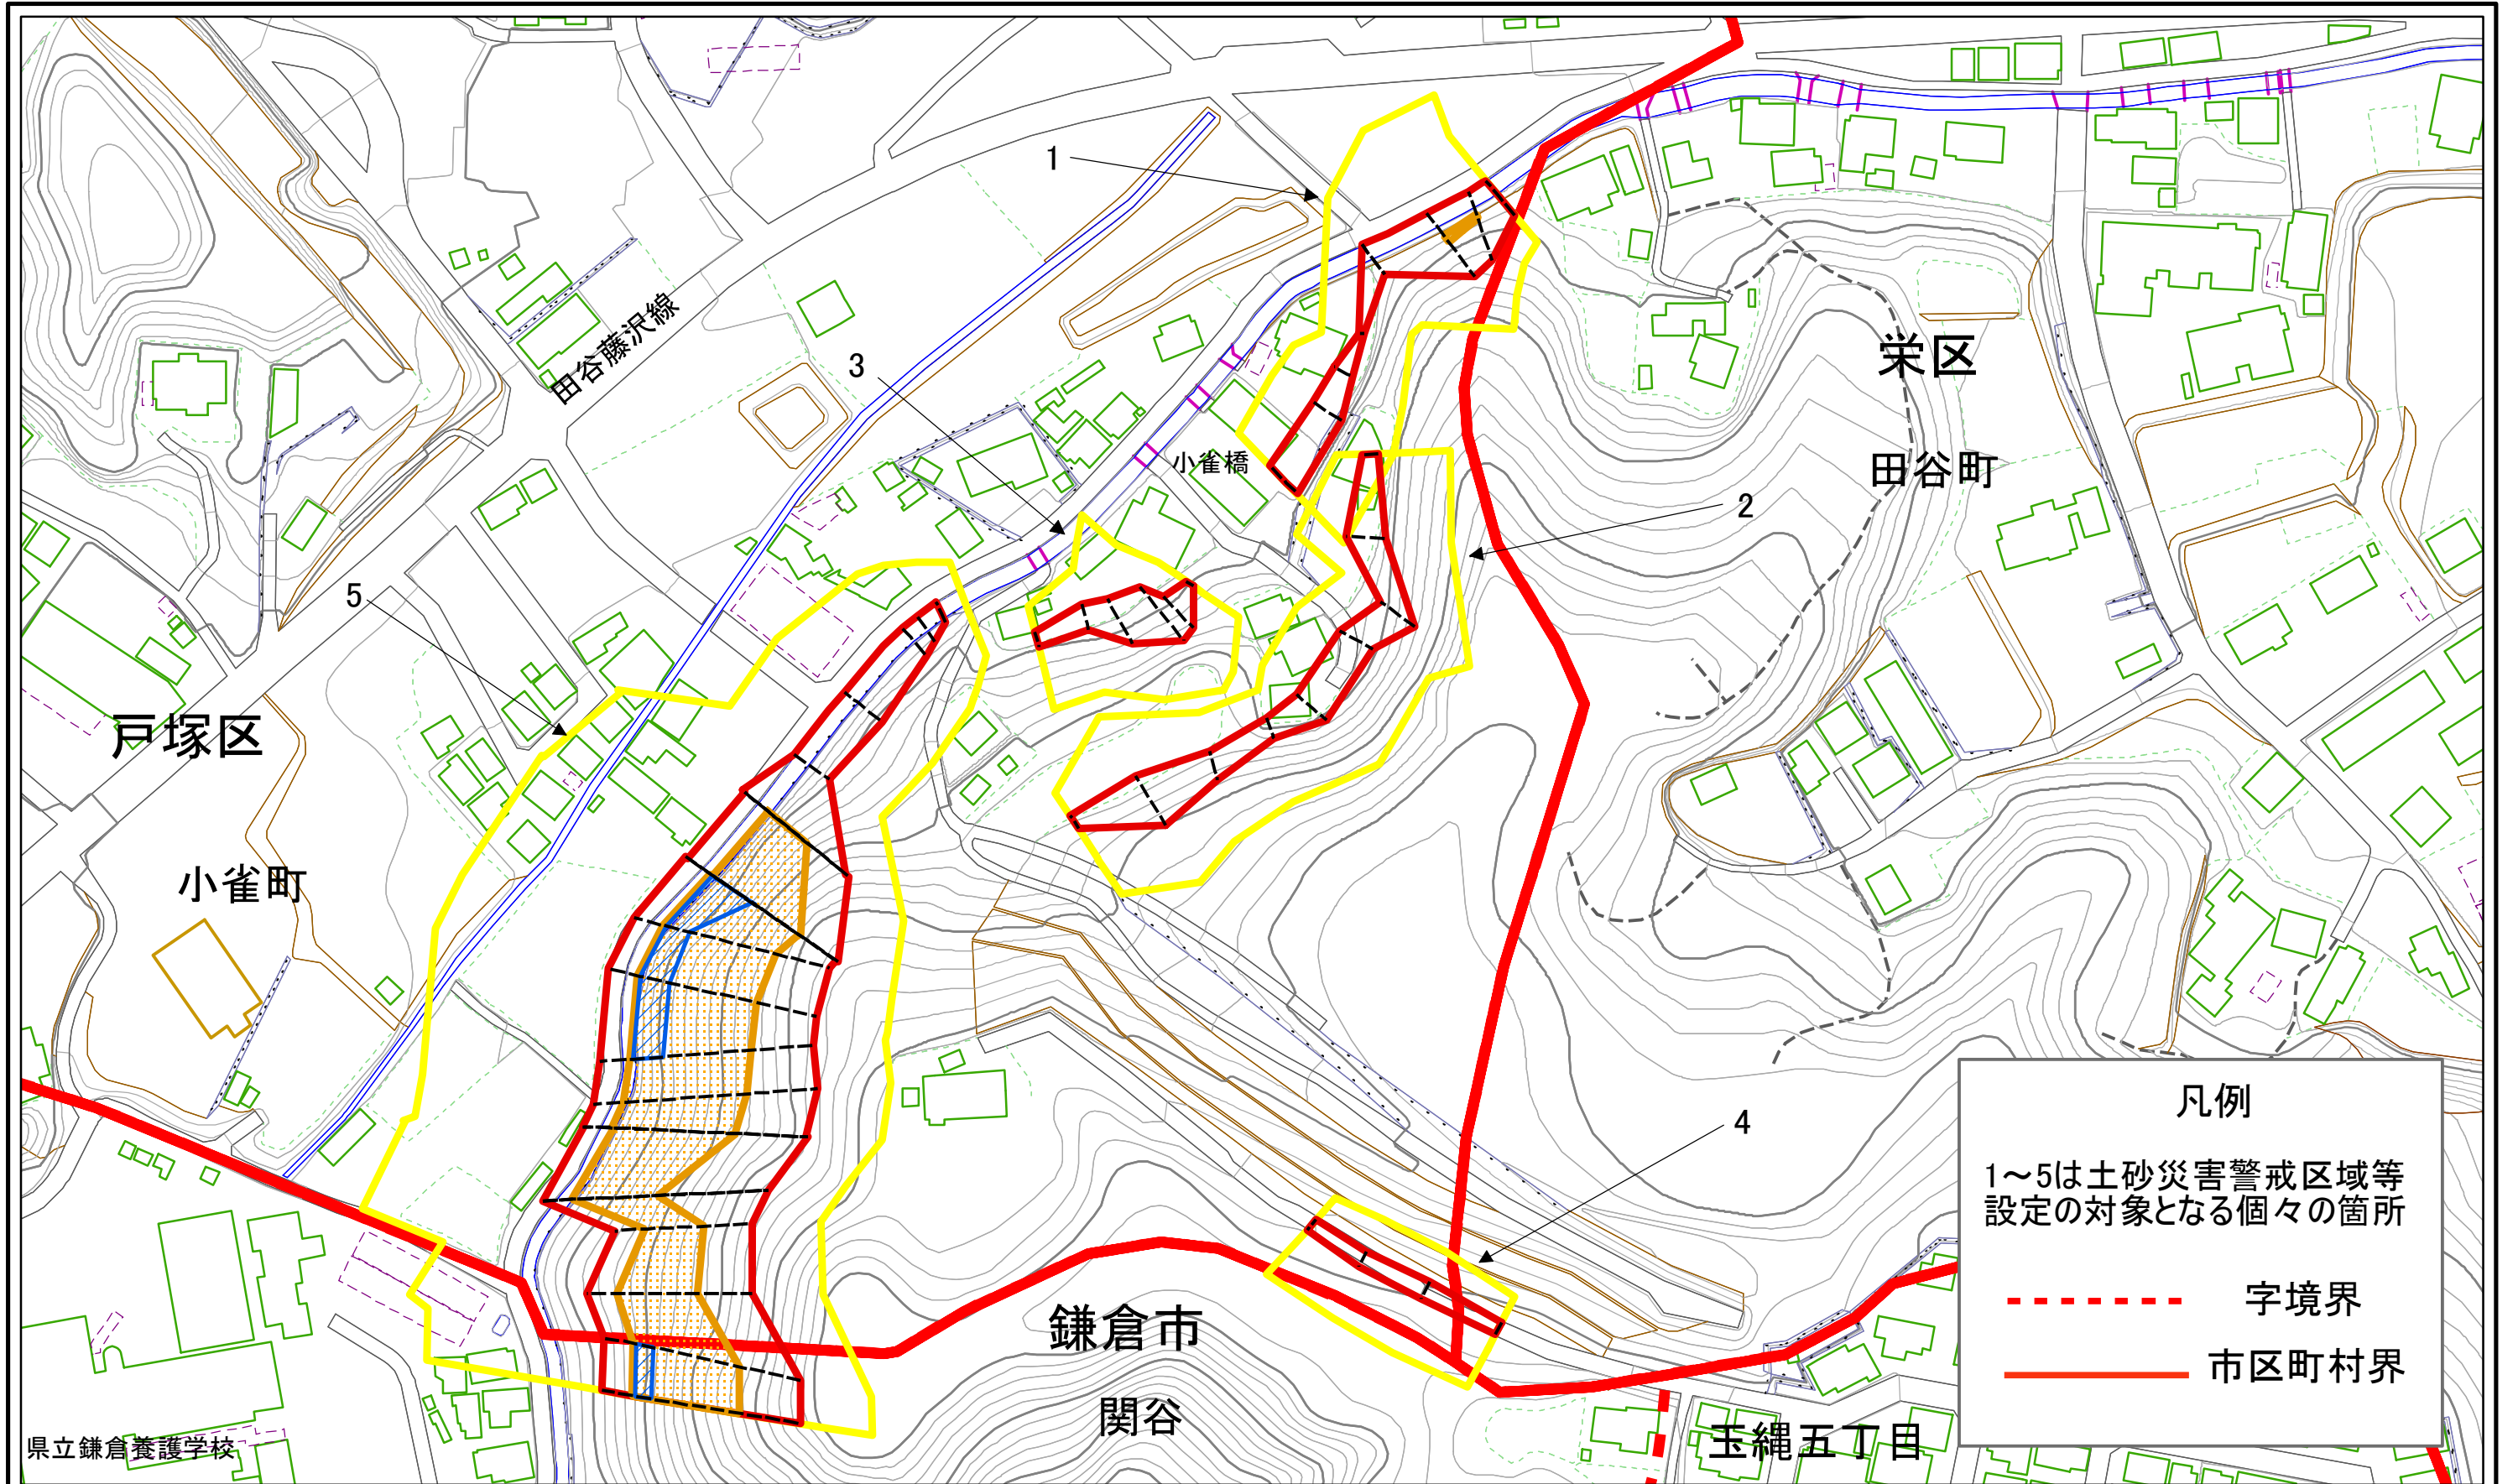 1
田谷藤沢線
3
栄区
小雀橋
田谷町
2
5
戸塚区
小雀町
4
凡例
1～5は土砂災害警戒区域等
設定の対象となる個々の箇所
字境界
市区町村界
鎌倉市
関谷
玉縄五丁目
県立鎌倉養護学校